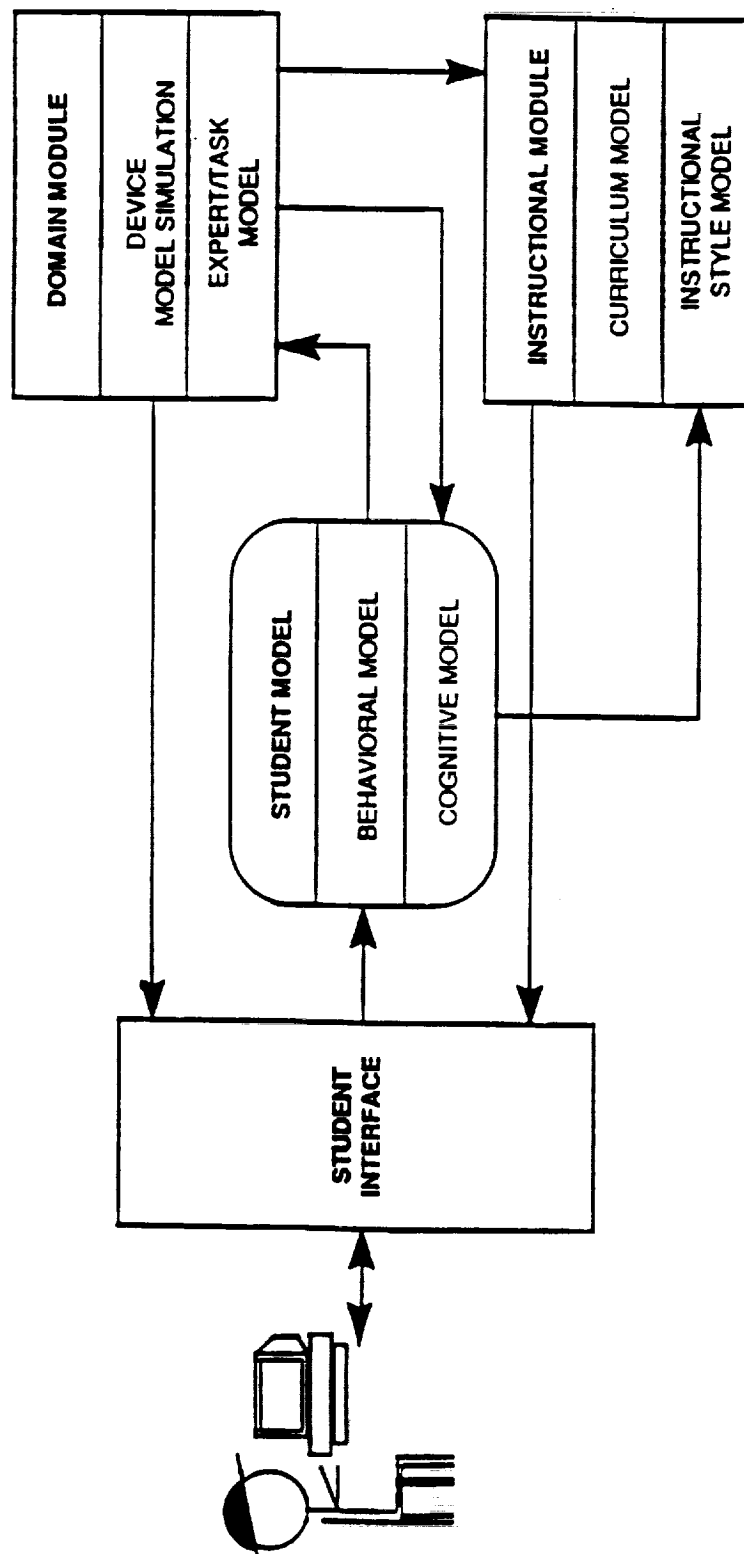 STUDENT
INTERFACE
STUDENT MODEL
BEHAVIORAL MODEL
COGNITIVE MODEL
DOMAIN MODULE
DEVICE
MODEL SIMULATION
EXPERT/TASK
MODEL
INSTRUCTIONAL MODULE
CURRICULUM MODEL
INSTRUCTIONAL
STYLE MODEL